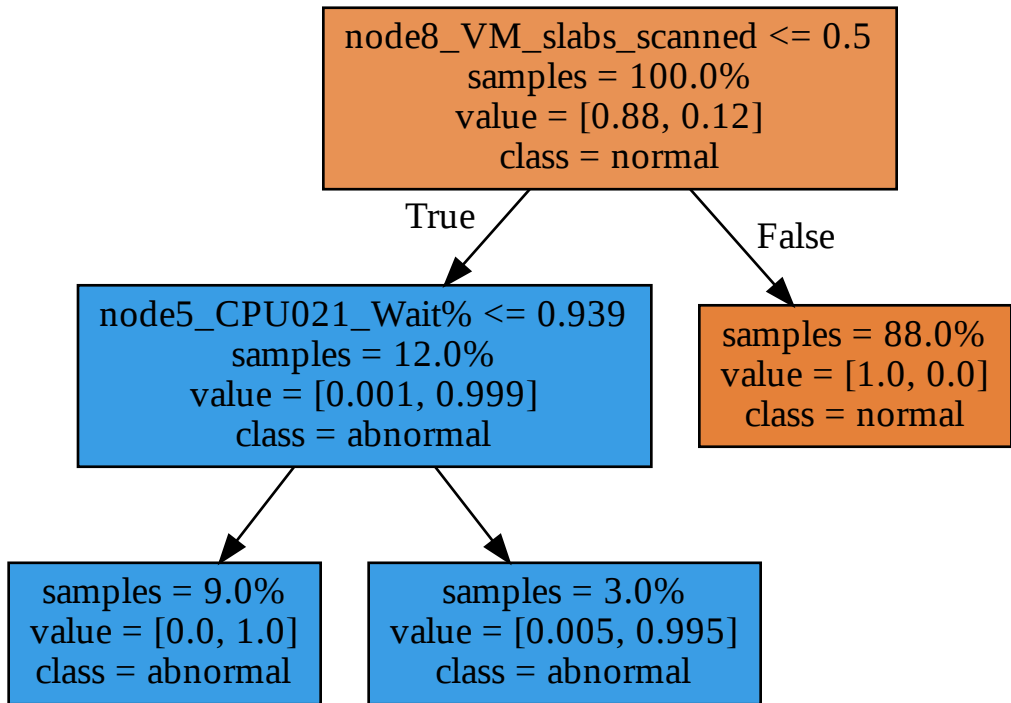 node8_VM_slabs_scanned <= 0.5
samples = 100.0%
value = [0.88, 0.12]
class = normal
True
False
node5_CPU021_Wait% <= 0.939
samples = 12.0%
value = [0.001, 0.999]
class = abnormal
samples = 88.0%
value = [1.0, 0.0]
class = normal
samples = 9.0%
value = [0.0, 1.0]
class = abnormal
samples = 3.0%
value = [0.005, 0.995]
class = abnormal